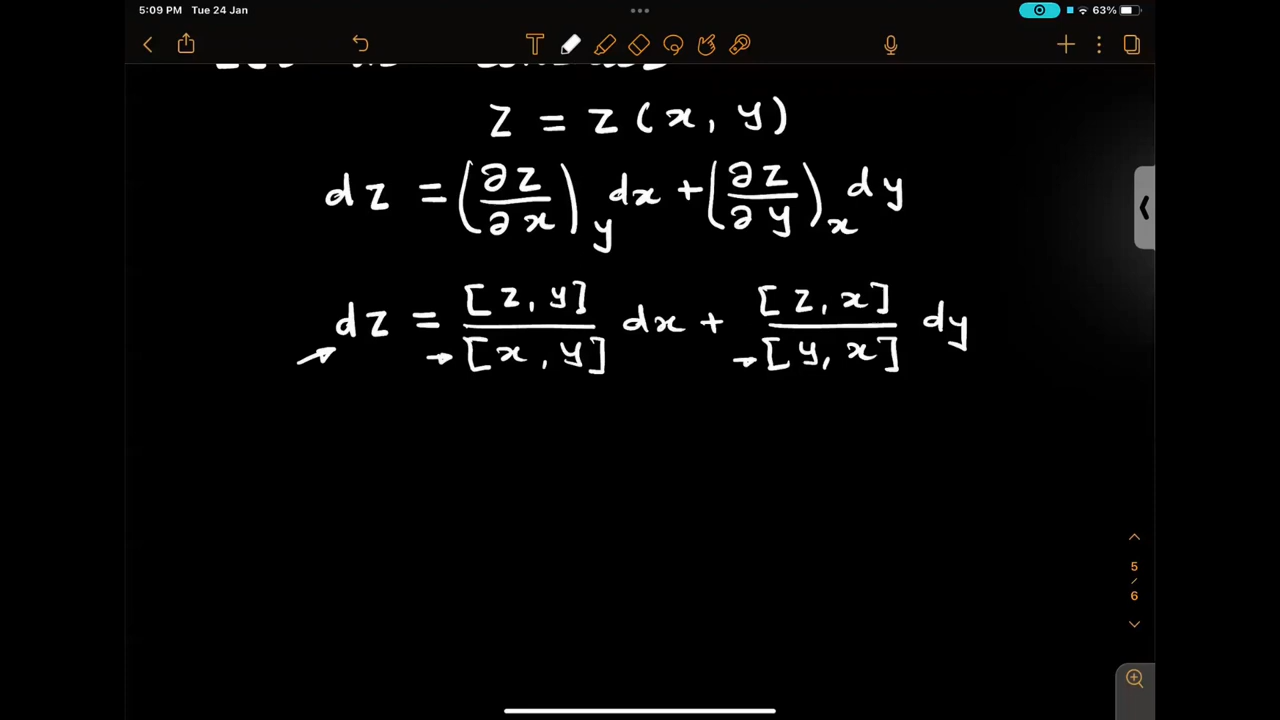 5:09 PM Tue 24 Jan
63%
T
z = z ( x , y )
dz = (∂z/∂x)_y dx + (∂z/∂y)_x dy
dz = [z, y]/[x, y] dx + [z, x]/[y, x] dy
5
/
6